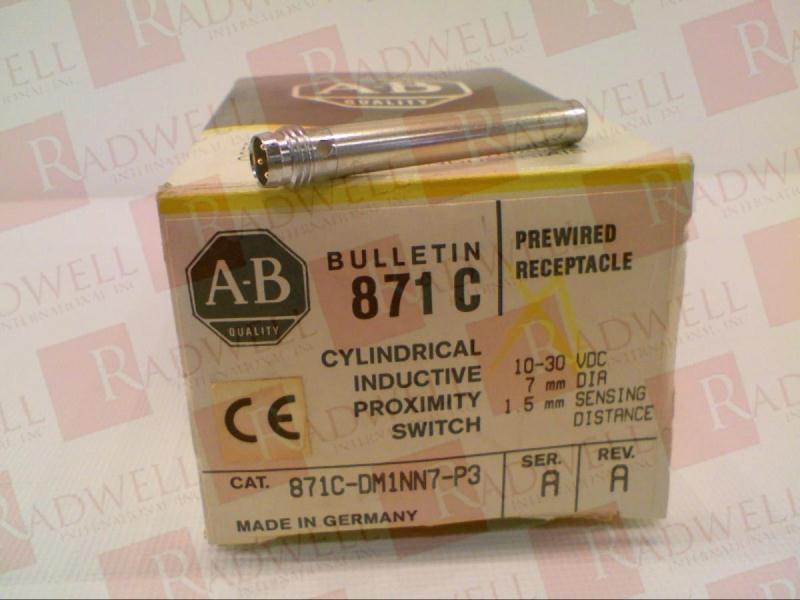 A-B
QUALITY
A-B
QUALITY
BULLETIN
871 C
PREWIRED
RECEPTACLE
CYLINDRICAL
INDUCTIVE
PROXIMITY
SWITCH
10-30 VDC
7 mm DIA
1.5 mm SENSING
DISTANCE
CE
CAT. 871C-DM1NN7-P3
SER.
A
REV.
A
MADE IN GERMANY
RADWELL
INTERNATIONAL, INC.